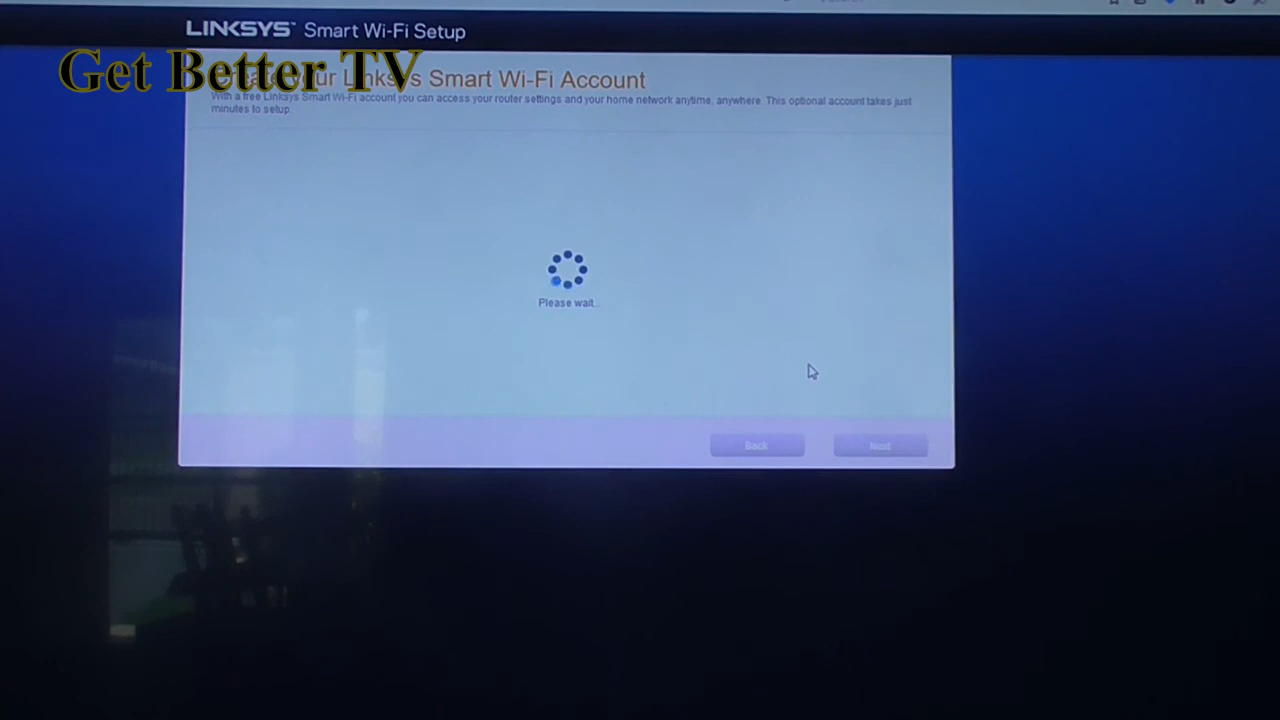 LINKSYS™ Smart Wi-Fi Setup
Get Better TV
your Linksys Smart Wi-Fi Account
With a free Linksys Smart Wi-Fi account you can access your router settings and your home network anytime, anywhere. This optional account takes just
minutes to setup.
Please wait...
Back
Next